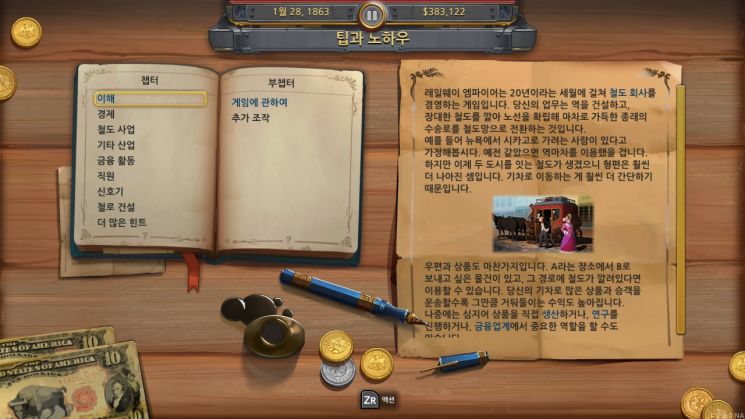 1월 28, 1863
$383,122
팁과 노하우
챕터
이해
경제
철도 사업
기타 산업
금융 활동
직원
신호기
철로 건설
더 많은 힌트
부챕터
게임에 관하여
추가 조작
레일웨이 엠파이어는 20년이라는 세월에 걸쳐 철도 회사를
경영하는 게임입니다. 당신의 업무는 역을 건설하고,
장대한 철도를 깔아 노선을 확립해 마차로 가득한 종래의
수송로를 철도망으로 전환하는 것입니다.
예를 들어 뉴욕에서 시카고로 가려는 사람이 있다고
가정해봅시다. 예전 같았으면 역마차를 이용했을 겁니다.
하지만 이제 두 도시를 잇는 철도가 생겼으니 형편은 훨씬
더 나아진 셈입니다. 기차로 이동하는 게 훨씬 더 간단하기
때문입니다.
우편과 상품도 마찬가지입니다. A라는 장소에서 B로
보내고 싶은 물건이 있고, 그 경로에 철도가 깔려있다면
이용할 수 있습니다. 당신의 기차로 많은 상품과 승객을
운송할수록 그만큼 거둬들이는 수익도 높아집니다.
나중에는 심지어 상품을 직접 생산하거나, 연구를
진행하거나, 금융업계에서 중요한 역할을 할 수도
ZR 액션
10
UNITED STATES OF AMERICA
10